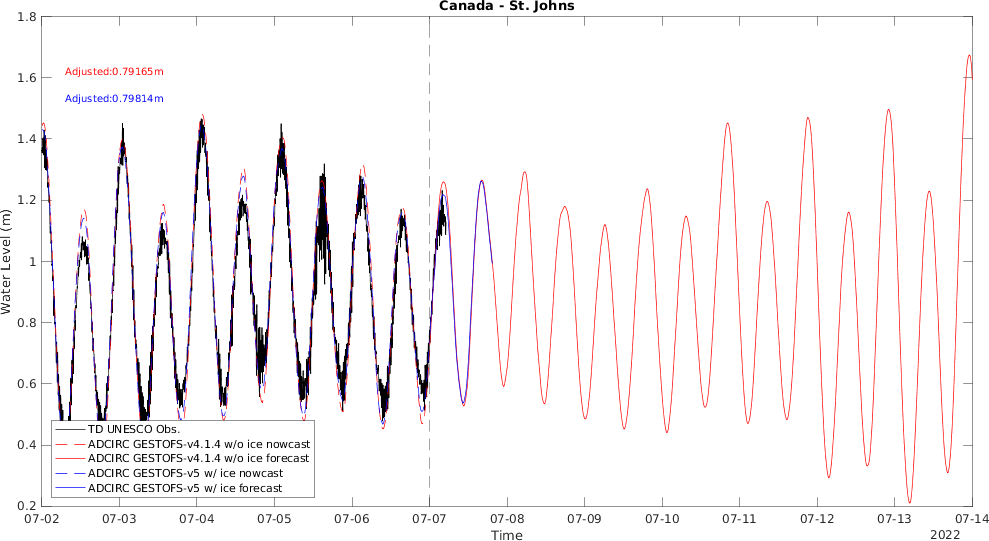 Canada - St. Johns
1.8
1.6
1.4
1.2
1
0.8
0.6
0.4
0.2
Water Level (m)
Adjusted:0.79165m
Adjusted:0.79814m
TD UNESCO Obs.
ADCIRC GESTOFS-v4.1.4 w/o ice nowcast
ADCIRC GESTOFS-v4.1.4 w/o ice forecast
ADCIRC GESTOFS-v5 w/ ice nowcast
ADCIRC GESTOFS-v5 w/ ice forecast
07-02 07-03 07-04 07-05 07-06 07-07 07-08 07-09 07-10 07-11 07-12 07-13 07-14
Time
2022